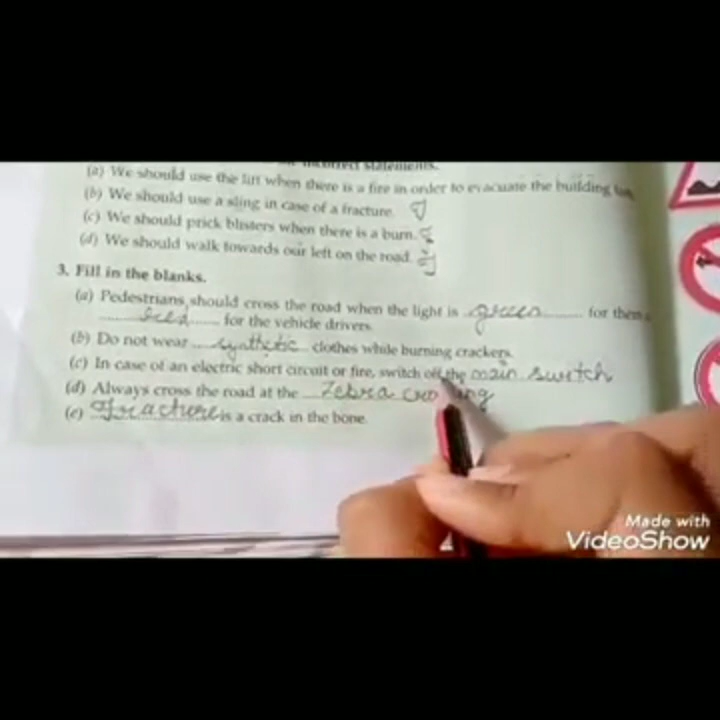 incorrect statements.
(a) We should use the lift when there is a fire in order to evacuate the building
(b) We should use a sling in case of a fracture.
(c) We should prick blisters when there is a burn.
(d) We should walk towards our left on the road.
3. Fill in the blanks.
(a) Pedestrians should cross the road when the light is green for them
for the vehicle drivers.
(b) Do not wear synthetic clothes while burning crackers.
(c) In case of an electric short circuit or fire, switch off the main switch
(d) Always cross the road at the Zebra
(e) Fracture is a crack in the bone.
Made with
VideoShow